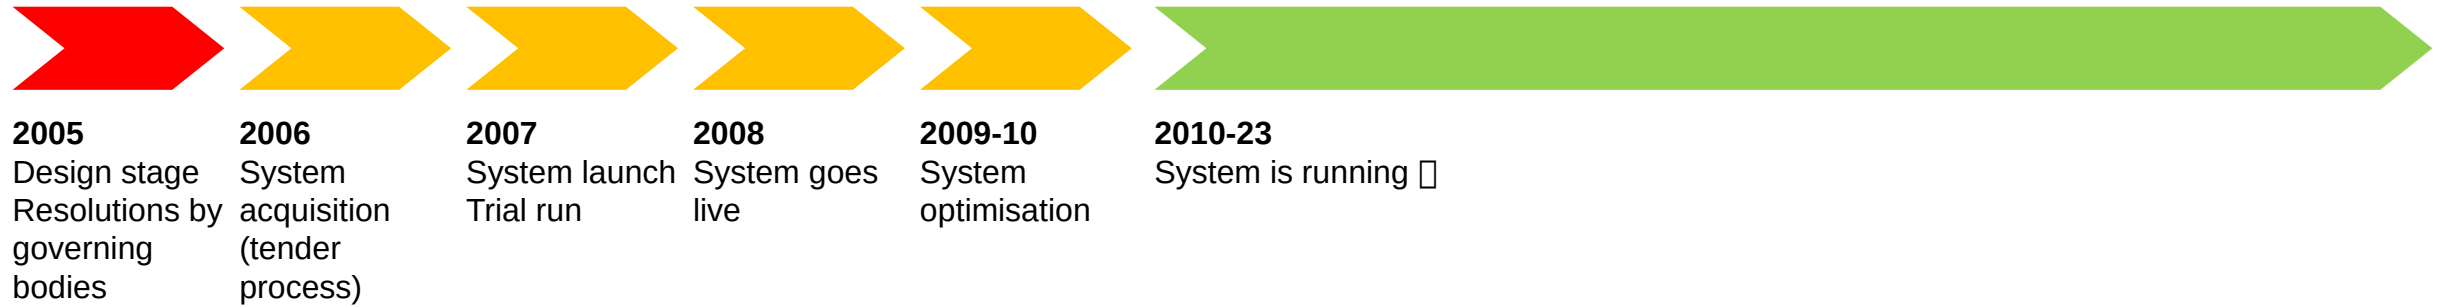 2005
Design stage
Resolutions by
governing
bodies
2006
System
acquisition
(tender
process)
2007
System launch
Trial run
2008
System goes
live
2009-10
System
optimisation
2010-23
System is running